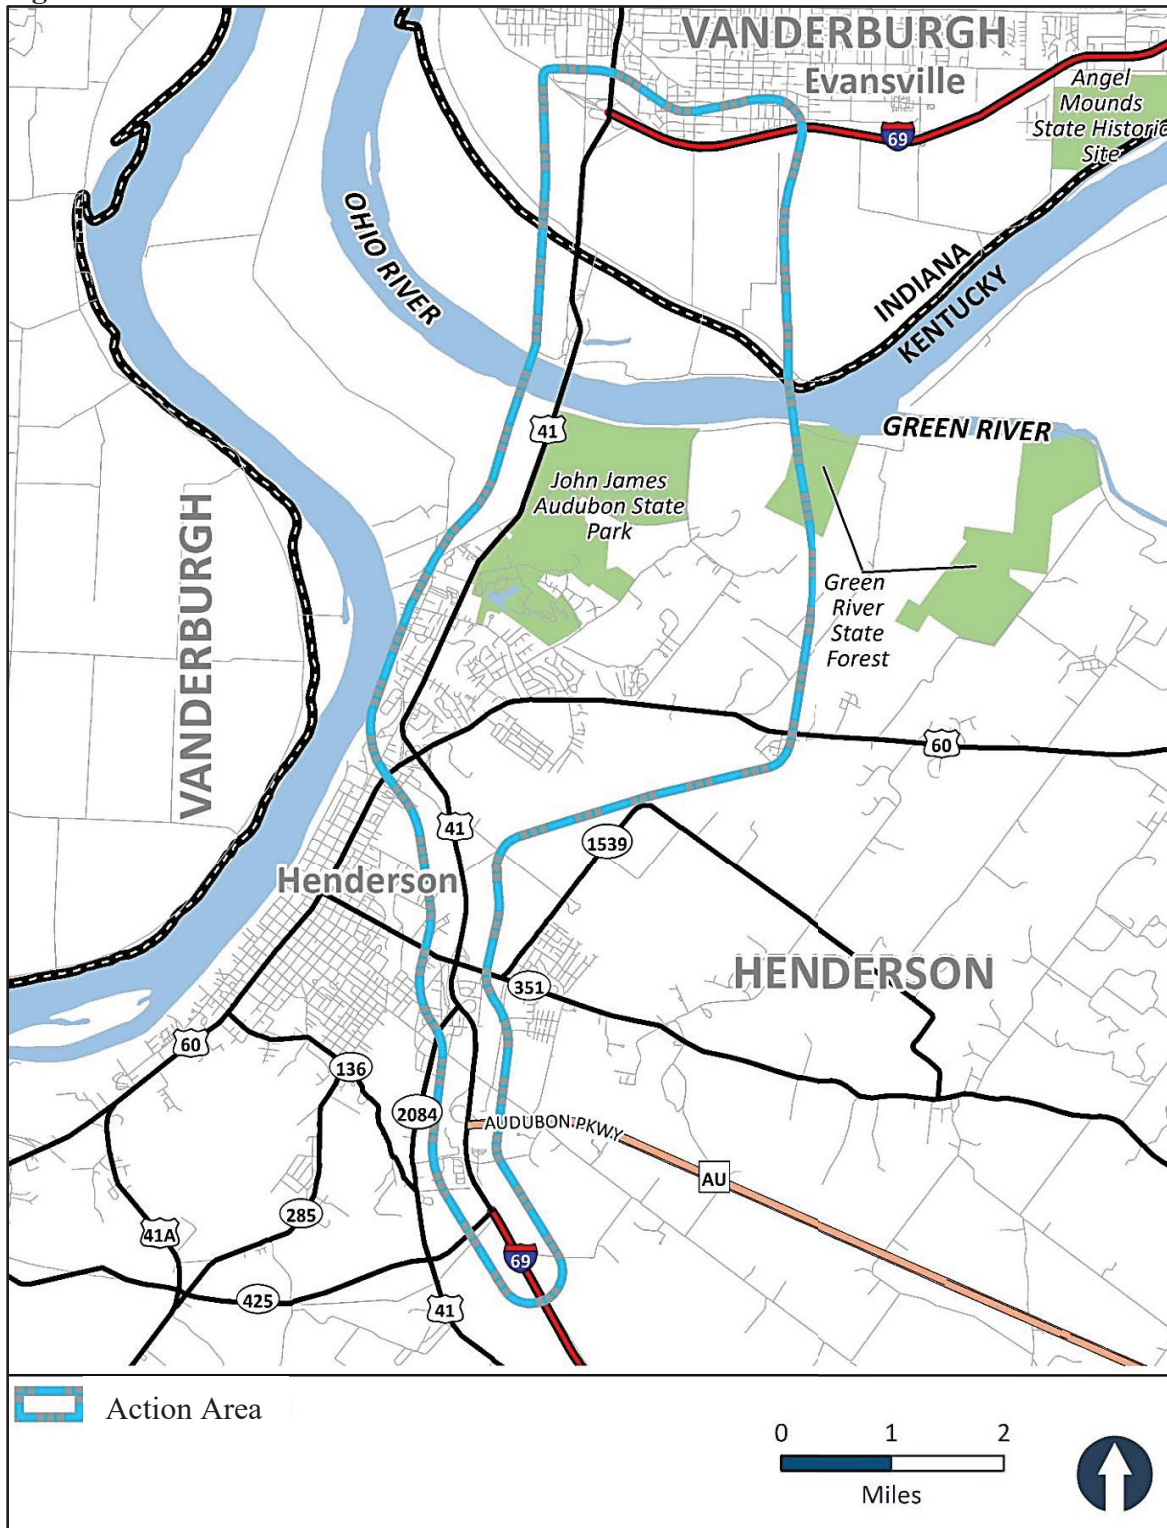 VANDERBURGH
Evansville
Angel
Mounds
State Historic
Site
69
OHIO RIVER
INDIANA
KENTUCKY
41
GREEN RIVER
John James
Audubon State
Park
Green
River
State
Forest
VANDERBURGH
60
41
1539
Henderson
HENDERSON
351
60
136
2084
AUDUBON PKWY
AU
285
41A
69
425
41
Action Area
0 1 2
Miles